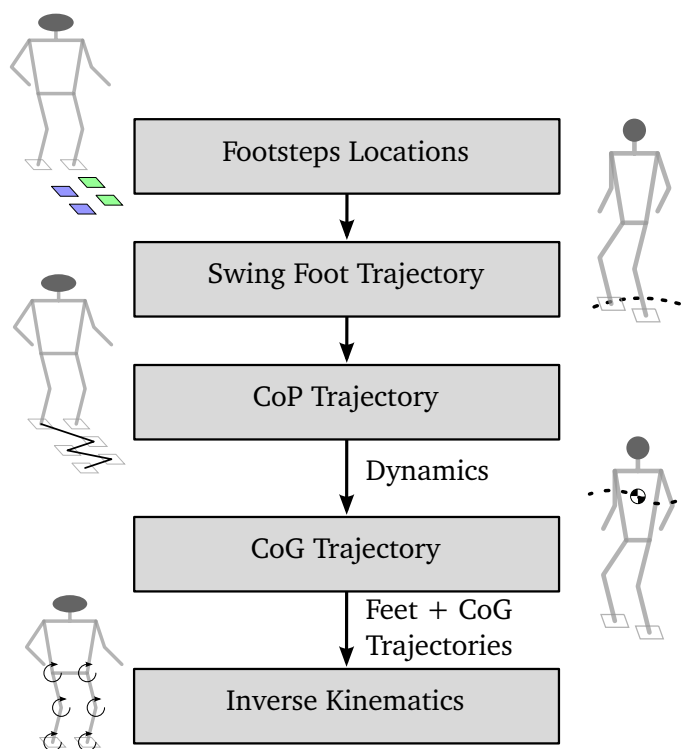 Footsteps Locations
Swing Foot Trajectory
CoP Trajectory
Dynamics
CoG Trajectory
Feet + CoG
Trajectories
Inverse Kinematics